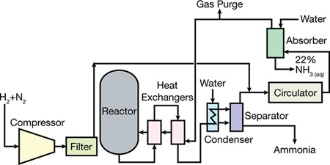 Gas Purge
Water
Absorber
22%
NH3 (aq)
Heat
Exchangers
Water
Circulator
H2+N2
Reactor
Compressor
Filter
Separator
Condenser
Ammonia